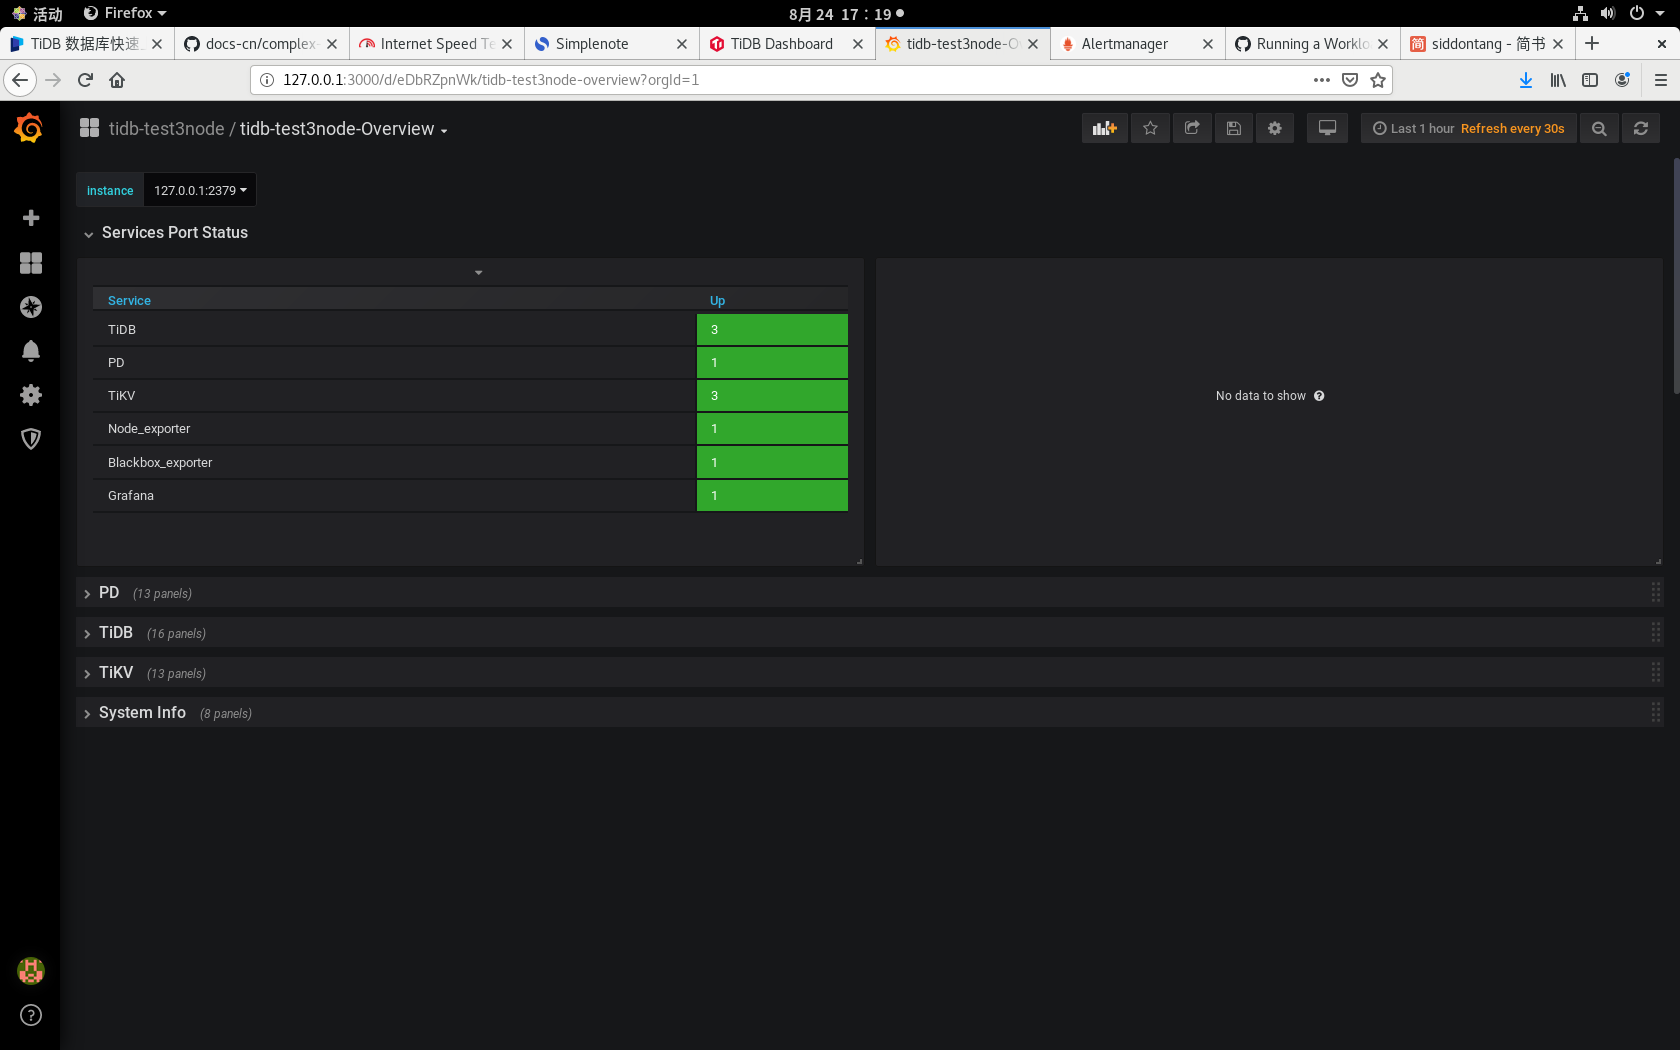 活动 Firefox 8月 24 17：19
TiDB 数据库快速 docs-cn/complex- Internet Speed Te Simplenote TiDB Dashboard tidb-test3node-O Alertmanager Running a Worklo siddontang - 简书
127.0.0.1:3000/d/eDbRZpnWk/tidb-test3node-overview?orgId=1
tidb-test3node / tidb-test3node-Overview Last 1 hour Refresh every 30s
instance 127.0.0.1:2379
Services Port Status
Service Up
TiDB 3
PD 1
TiKV 3
Node_exporter 1
Blackbox_exporter 1
Grafana 1
No data to show
PD (13 panels)
TiDB (16 panels)
TiKV (13 panels)
System Info (8 panels)